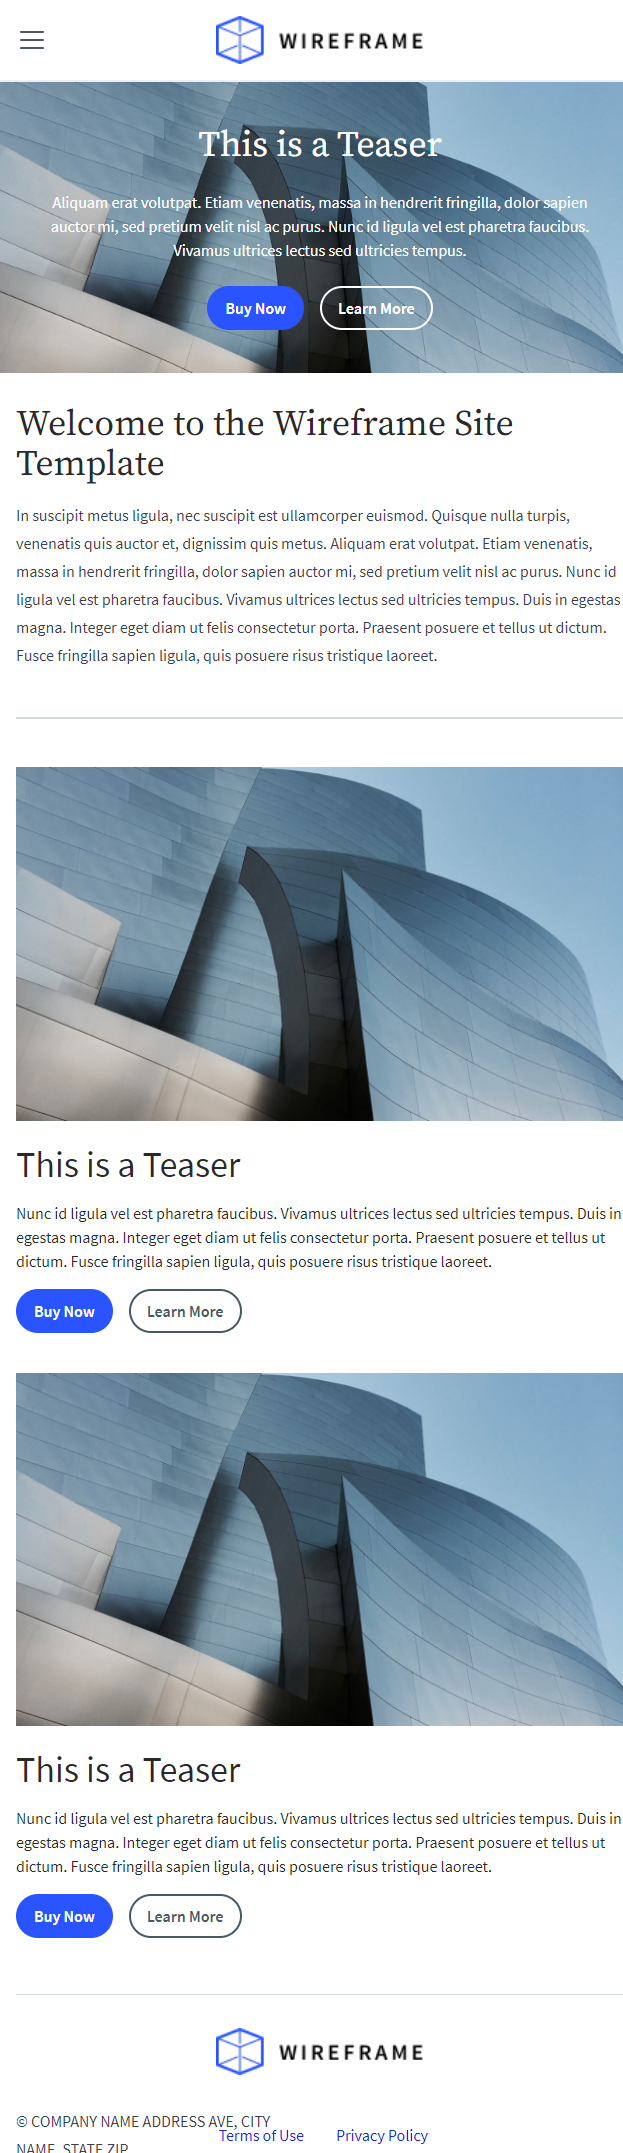 WIREFRAME
This is a Teaser
Aliquam erat volutpat. Etiam venenatis, massa in hendrerit fringilla, dolor sapien
auctor mi, sed pretium velit nisl ac purus. Nunc id ligula vel est pharetra faucibus.
Vivamus ultrices lectus sed ultricies tempus.
Buy Now Learn More
Welcome to the Wireframe Site
Template
In suscipit metus ligula, nec suscipit est ullamcorper euismod. Quisque nulla turpis,
venenatis quis auctor et, dignissim quis metus. Aliquam erat volutpat. Etiam venenatis,
massa in hendrerit fringilla, dolor sapien auctor mi, sed pretium velit nisl ac purus. Nunc id
ligula vel est pharetra faucibus. Vivamus ultrices lectus sed ultricies tempus. Duis in egestas
magna. Integer eget diam ut felis consectetur porta. Praesent posuere et tellus ut dictum.
Fusce fringilla sapien ligula, quis posuere risus tristique laoreet.
This is a Teaser
Nunc id ligula vel est pharetra faucibus. Vivamus ultrices lectus sed ultricies tempus. Duis in
egestas magna. Integer eget diam ut felis consectetur porta. Praesent posuere et tellus ut
dictum. Fusce fringilla sapien ligula, quis posuere risus tristique laoreet.
Buy Now Learn More
This is a Teaser
Nunc id ligula vel est pharetra faucibus. Vivamus ultrices lectus sed ultricies tempus. Duis in
egestas magna. Integer eget diam ut felis consectetur porta. Praesent posuere et tellus ut
dictum. Fusce fringilla sapien ligula, quis posuere risus tristique laoreet.
Buy Now Learn More
WIREFRAME
© COMPANY NAME ADDRESS AVE, CITY
NAME, STATE ZIP
Terms of Use Privacy Policy